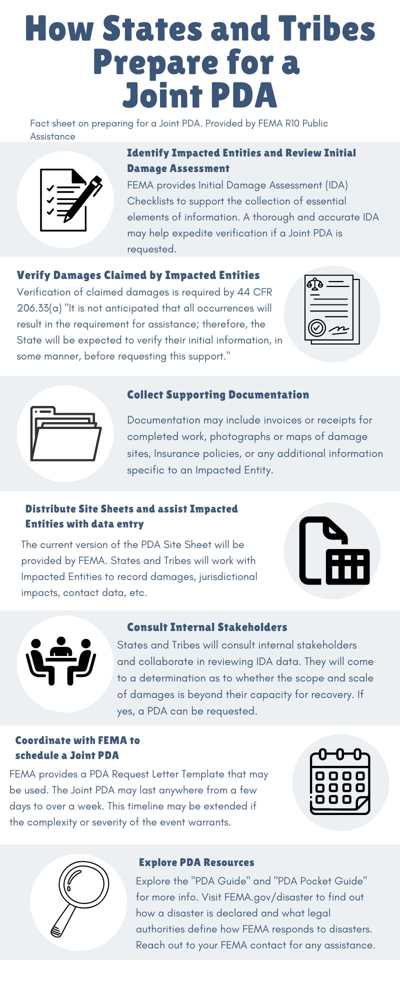 How States and Tribes
Prepare for a
Joint PDA
Fact sheet on preparing for a Joint PDA. Provided by FEMA R10 Public
Assistance
Identify Impacted Entities and Review Initial
Damage Assessment
FEMA provides Initial Damage Assessment (IDA)
Checklists to support the collection of essential
elements of information. A thorough and accurate IDA
may help expedite verification if a Joint PDA is
requested.
Verify Damages Claimed by Impacted Entities
Verification of claimed damages is required by 44 CFR
206.33(a) "It is not anticipated that all occurrences will
result in the requirement for assistance; therefore, the
State will be expected to verify their initial information, in
some manner, before requesting this support."
Collect Supporting Documentation
Documentation may include invoices or receipts for
completed work, photographs or maps of damage
sites, Insurance policies, or any additional information
specific to an Impacted Entity.
Distribute Site Sheets and assist Impacted
Entities with data entry
The current version of the PDA Site Sheet will be
provided by FEMA. States and Tribes will work with
Impacted Entities to record damages, jurisdictional
impacts, contact data, etc.
Consult Internal Stakeholders
States and Tribes will consult internal stakeholders
and collaborate in reviewing IDA data. They will come
to a determination as to whether the scope and scale
of damages is beyond their capacity for recovery. If
yes, a PDA can be requested.
Coordinate with FEMA to
schedule a Joint PDA
FEMA provides a PDA Request Letter Template that may
be used. The Joint PDA may last anywhere from a few
days to over a week. This timeline may be extended if
the complexity or severity of the event warrants.
Explore PDA Resources
Explore the "PDA Guide" and "PDA Pocket Guide"
for more info. Visit FEMA.gov/disaster to find out
how a disaster is declared and what legal
authorities define how FEMA responds to disasters.
Reach out to your FEMA contact for any assistance.